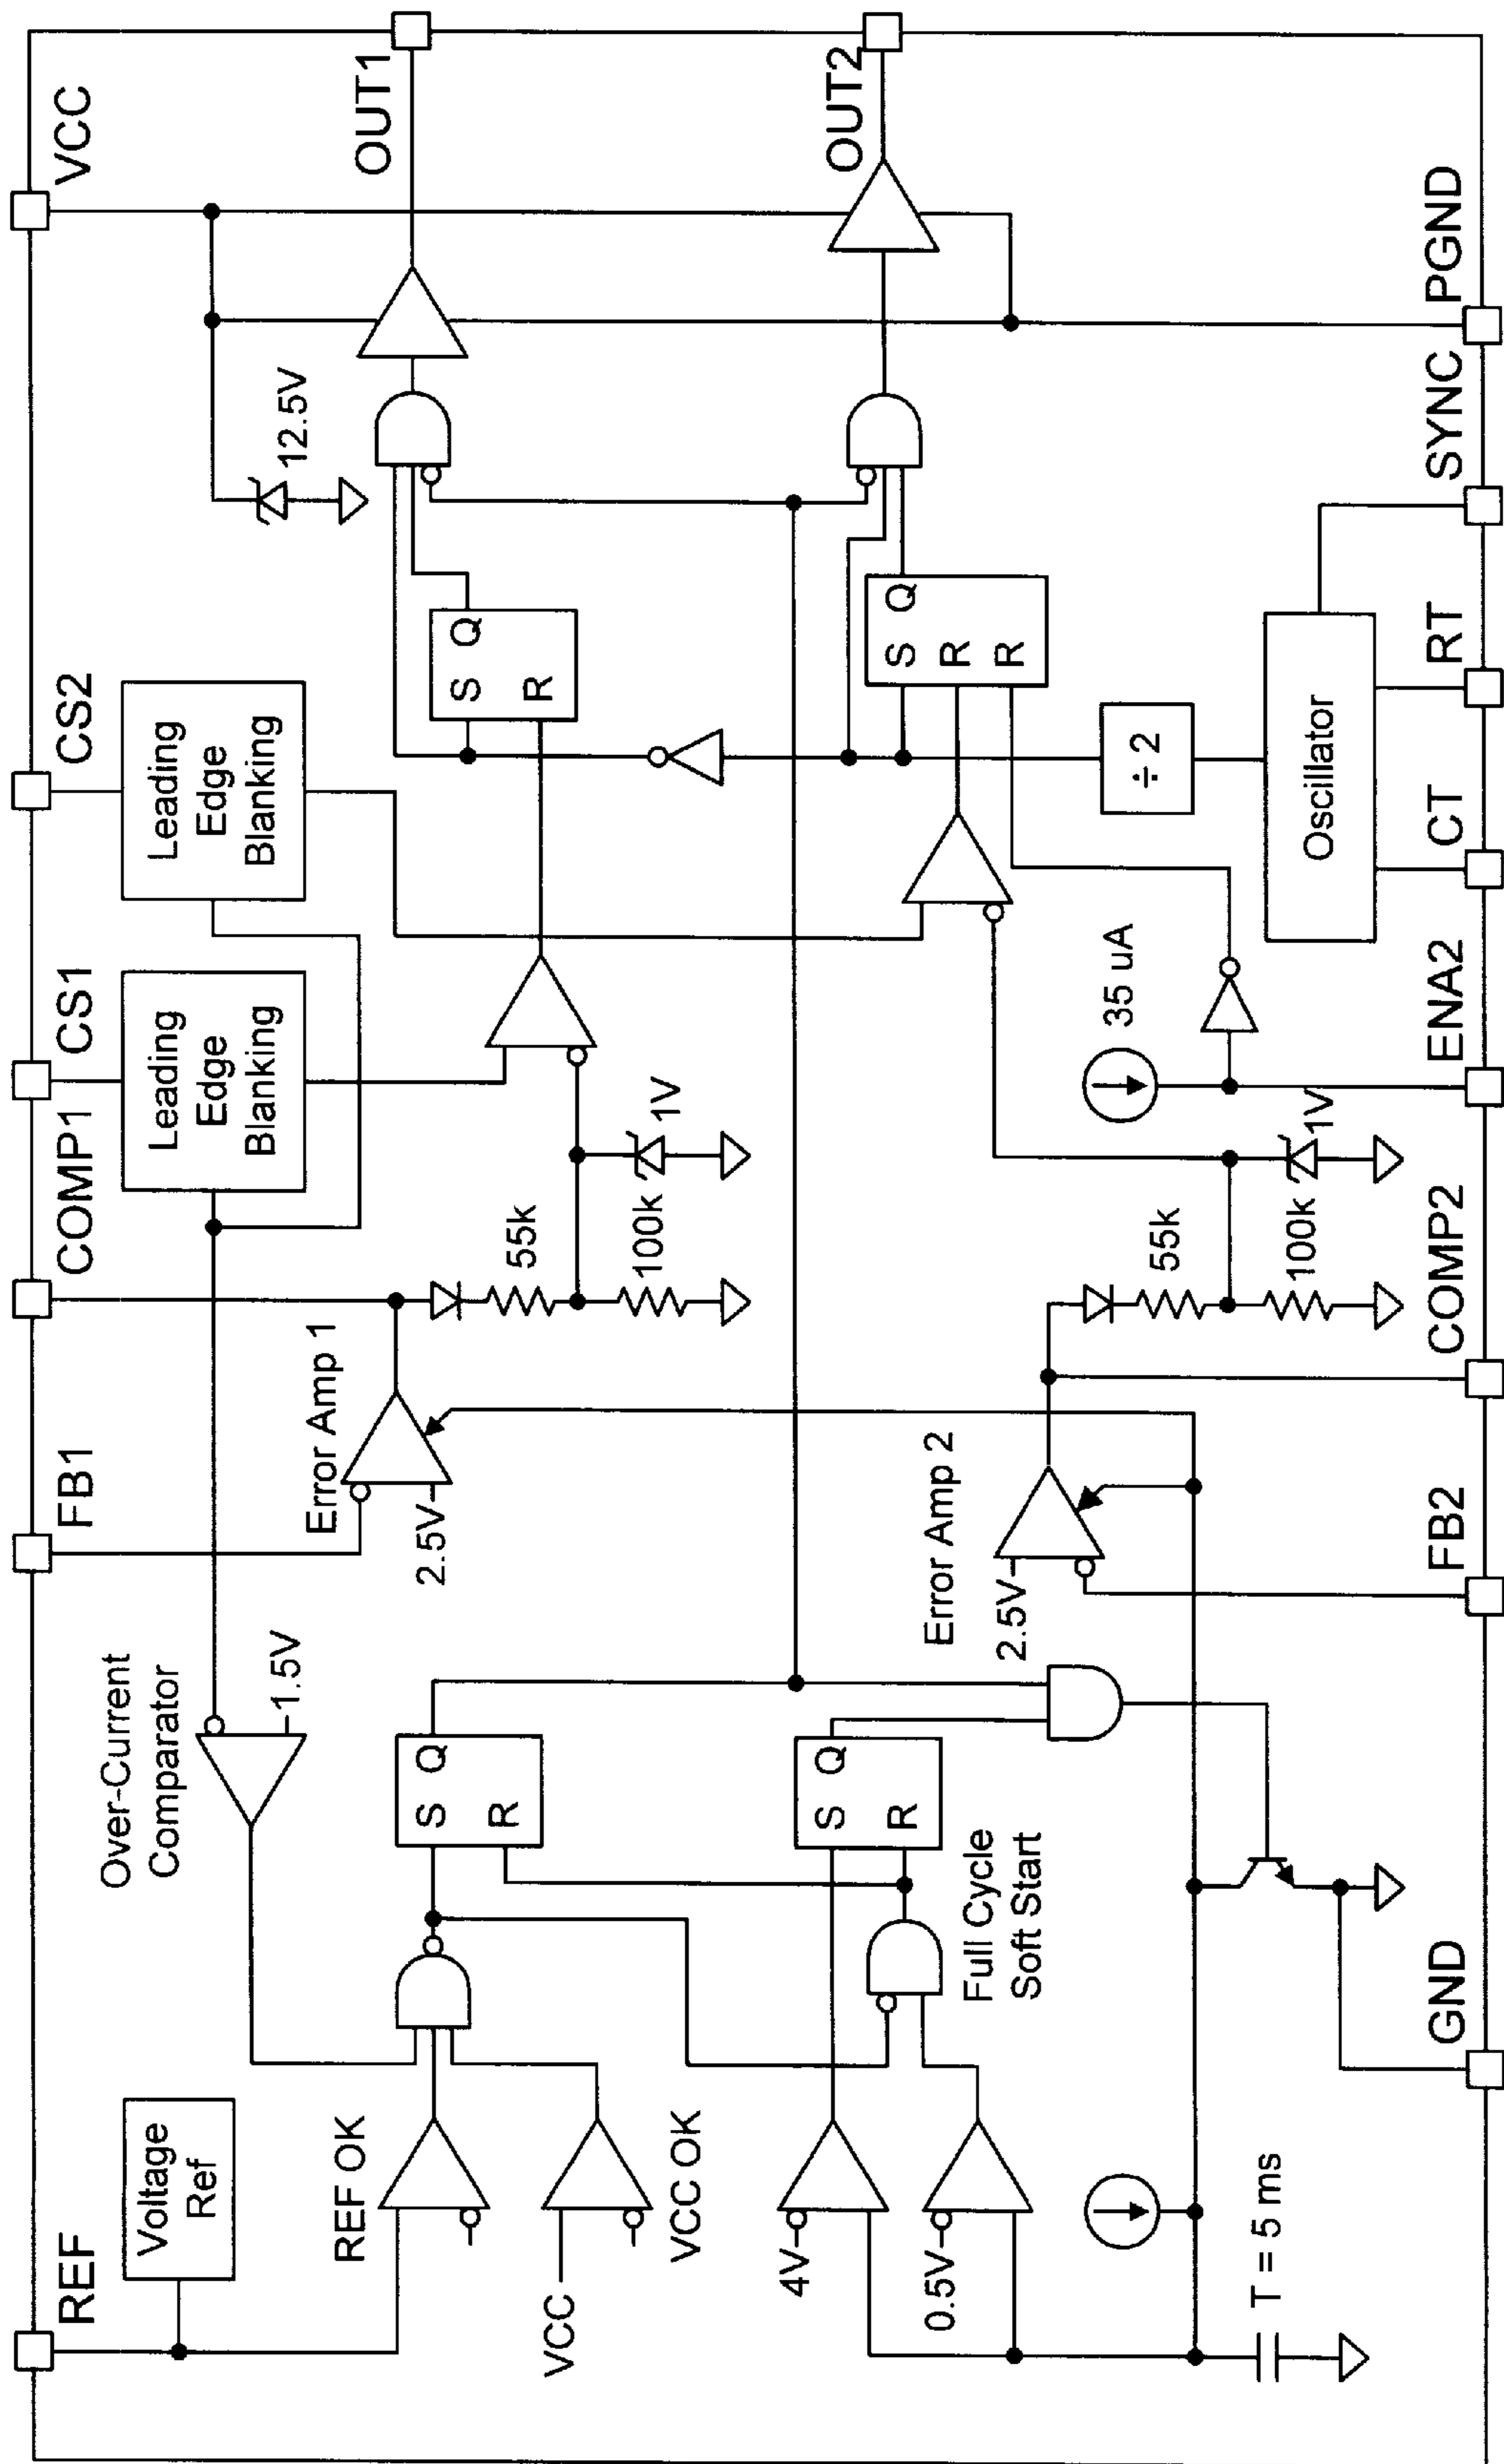 REF
FB1
COMP1
CS1
CS2
VCC
Voltage
Ref
Over-Current
Comparator
1.5V
Leading
Edge
Blanking
Leading
Edge
Blanking
12.5V
OUT1
REF OK
VCC
VCC OK
S Q
R
Error Amp 1
2.5V
55k
100k
1V
S Q
R
4V
0.5V
S Q
R
Full Cycle
Soft Start
Error Amp 2
2.5V
55k
100k
1V
35 uA
S Q
R
R
÷ 2
Oscillator
OUT2
T = 5 ms
GND
FB2
COMP2
ENA2
CT
RT
SYNC
PGND